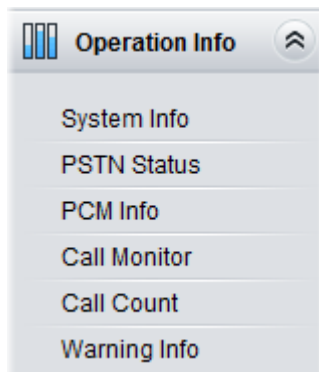 Operation Info
System Info
PSTN Status
PCM Info
Call Monitor
Call Count
Warning Info